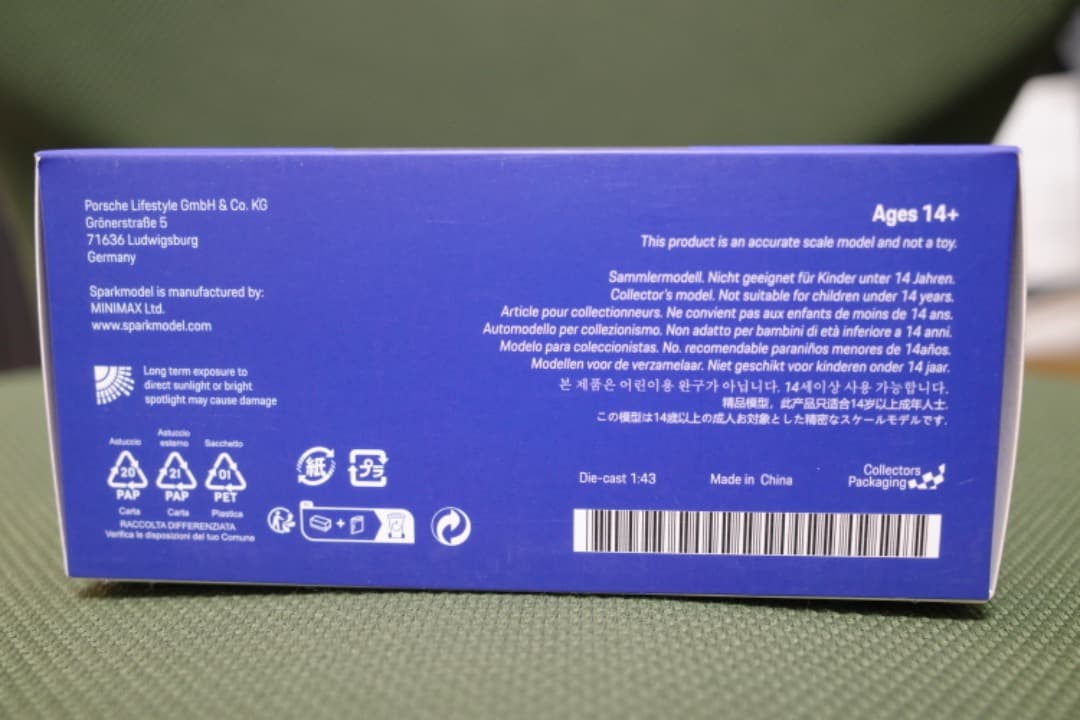 Porsche Lifestyle GmbH & Co. KG
Grönerstraße 5
71636 Ludwigsburg
Germany
Sparkmodel is manufactured by:
MINIMAX Ltd.
www.sparkmodel.com
Long term exposure to
direct sunlight or bright
spotlight may cause damage
Astuccio
20
PAP
Carta
Astuccio
esterno
21
PAP
Carta
Sacchetto
01
PET
Plastica
RACCOLTA DIFFERENZIATA
Verifica le disposizioni del tuo Comune
紙
プラ
+
Ages 14+
This product is an accurate scale model and not a toy.
Sammlermodell. Nicht geeignet für Kinder unter 14 Jahren.
Collector's model. Not suitable for children under 14 years.
Article pour collectionneurs. Ne convient pas aux enfants de moins de 14 ans.
Automodello per collezionismo. Non adatto per bambini di età inferiore a 14 anni.
Modelo para coleccionistas. No. recomendable paraniños menores de 14años.
Modellen voor de verzamelaar. Niet geschikt voor kinderen onder 14 jaar.
본 제품은 어린이용 완구가 아닙니다. 14세이상 사용 가능합니다.
精品模型，此产品只适合14岁以上成年人士.
この模型は14歳以上の成人お対象とした精密なスケールモデルです.
Die-cast 1:43
Made in China
Collectors
Packaging